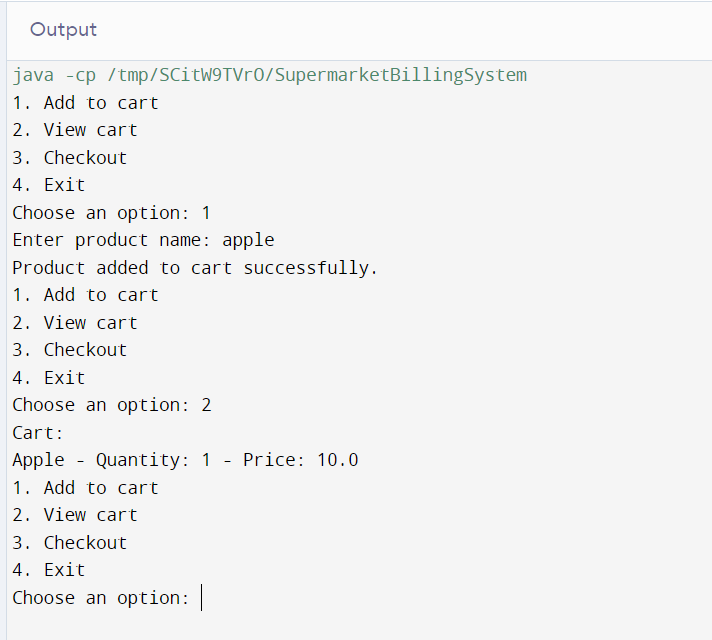 Output
java -cp /tmp/SCitW9TVrO/SupermarketBillingSystem
1. Add to cart
2. View cart
3. Checkout
4. Exit
Choose an option: 1
Enter product name: apple
Product added to cart successfully.
1. Add to cart
2. View cart
3. Checkout
4. Exit
Choose an option: 2
Cart:
Apple - Quantity: 1 - Price: 10.0
1. Add to cart
2. View cart
3. Checkout
4. Exit
Choose an option: